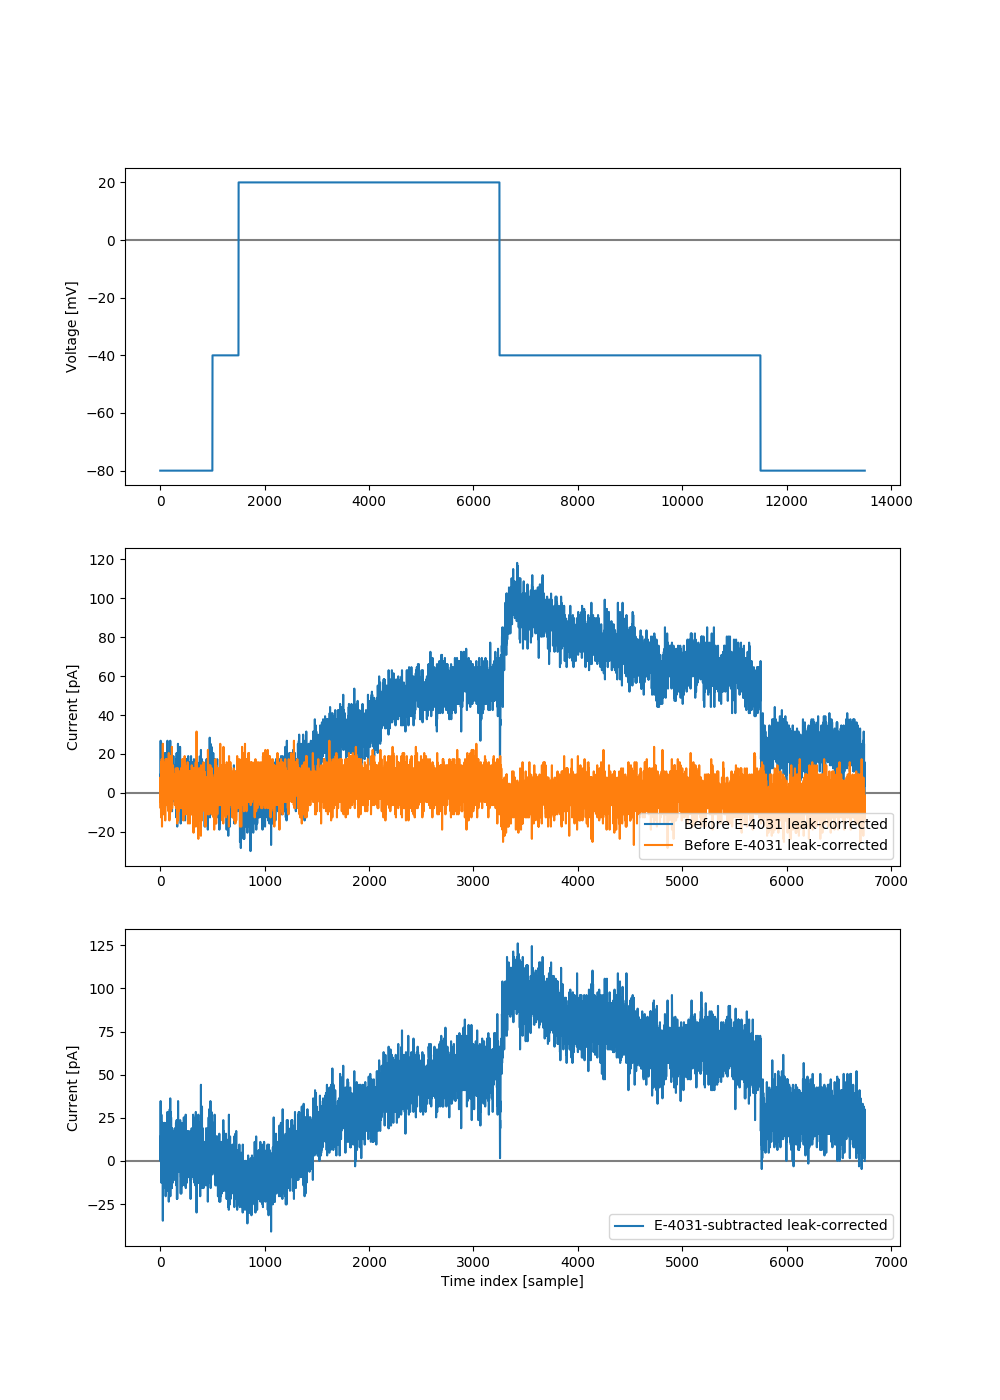 20
0
−20
−40
−60
−80
Voltage [mV]
0 2000 4000 6000 8000 10000 12000 14000
120
100
80
60
40
20
0
−20
Current [pA]
Before E-4031 leak-corrected
Before E-4031 leak-corrected
0 1000 2000 3000 4000 5000 6000 7000
125
100
75
50
25
0
−25
Current [pA]
E-4031-subtracted leak-corrected
0 1000 2000 3000 4000 5000 6000 7000
Time index [sample]